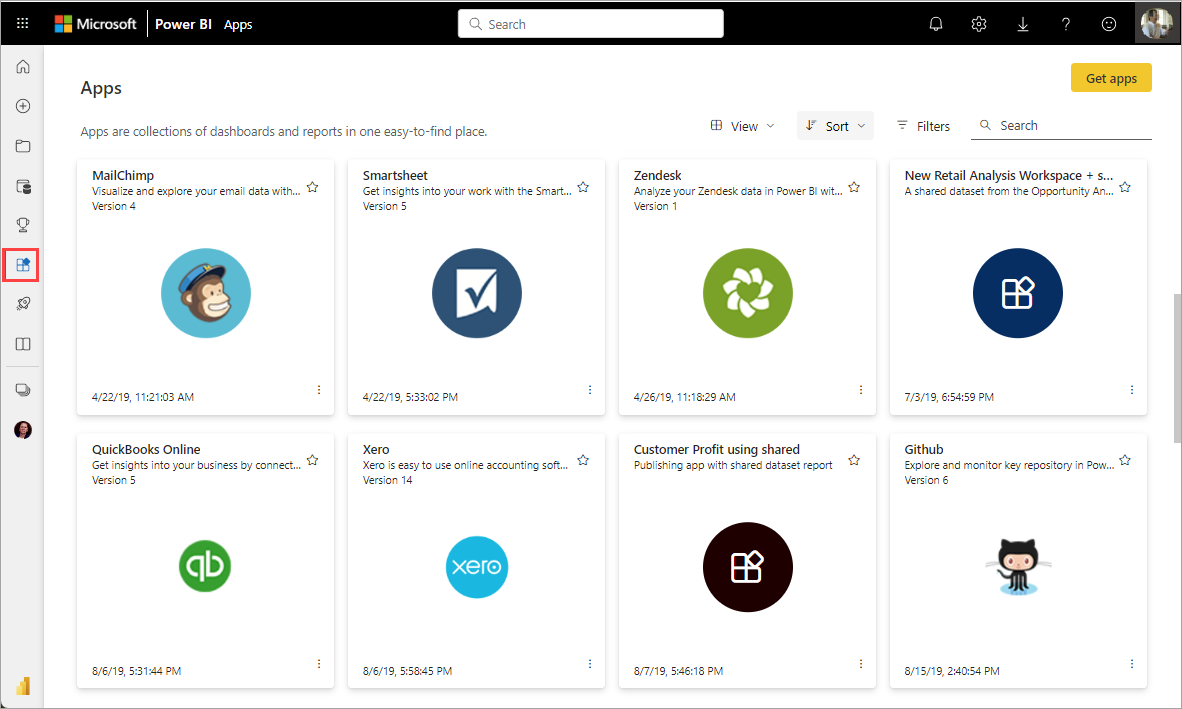 Microsoft Power BI Apps
Search
Apps
Get apps
Apps are collections of dashboards and reports in one easy-to-find place.
View
Sort
Filters
Search
MailChimp
Visualize and explore your email data with...
Version 4
4/22/19, 11:21:03 AM
Smartsheet
Get insights into your work with the Smart...
Version 5
4/22/19, 5:33:02 PM
Zendesk
Analyze your Zendesk data in Power BI wit...
Version 1
4/26/19, 11:18:29 AM
New Retail Analysis Workspace + s...
A shared dataset from the Opportunity An...
7/3/19, 6:54:59 PM
QuickBooks Online
Get insights into your business by connect...
Version 5
qb
8/6/19, 5:31:44 PM
Xero
Xero is easy to use online accounting soft...
Version 14
xero
8/6/19, 5:58:45 PM
Customer Profit using shared
Publishing app with shared dataset report
8/7/19, 5:46:18 PM
Github
Explore and monitor key repository in Pow...
Version 6
8/15/19, 2:40:54 PM